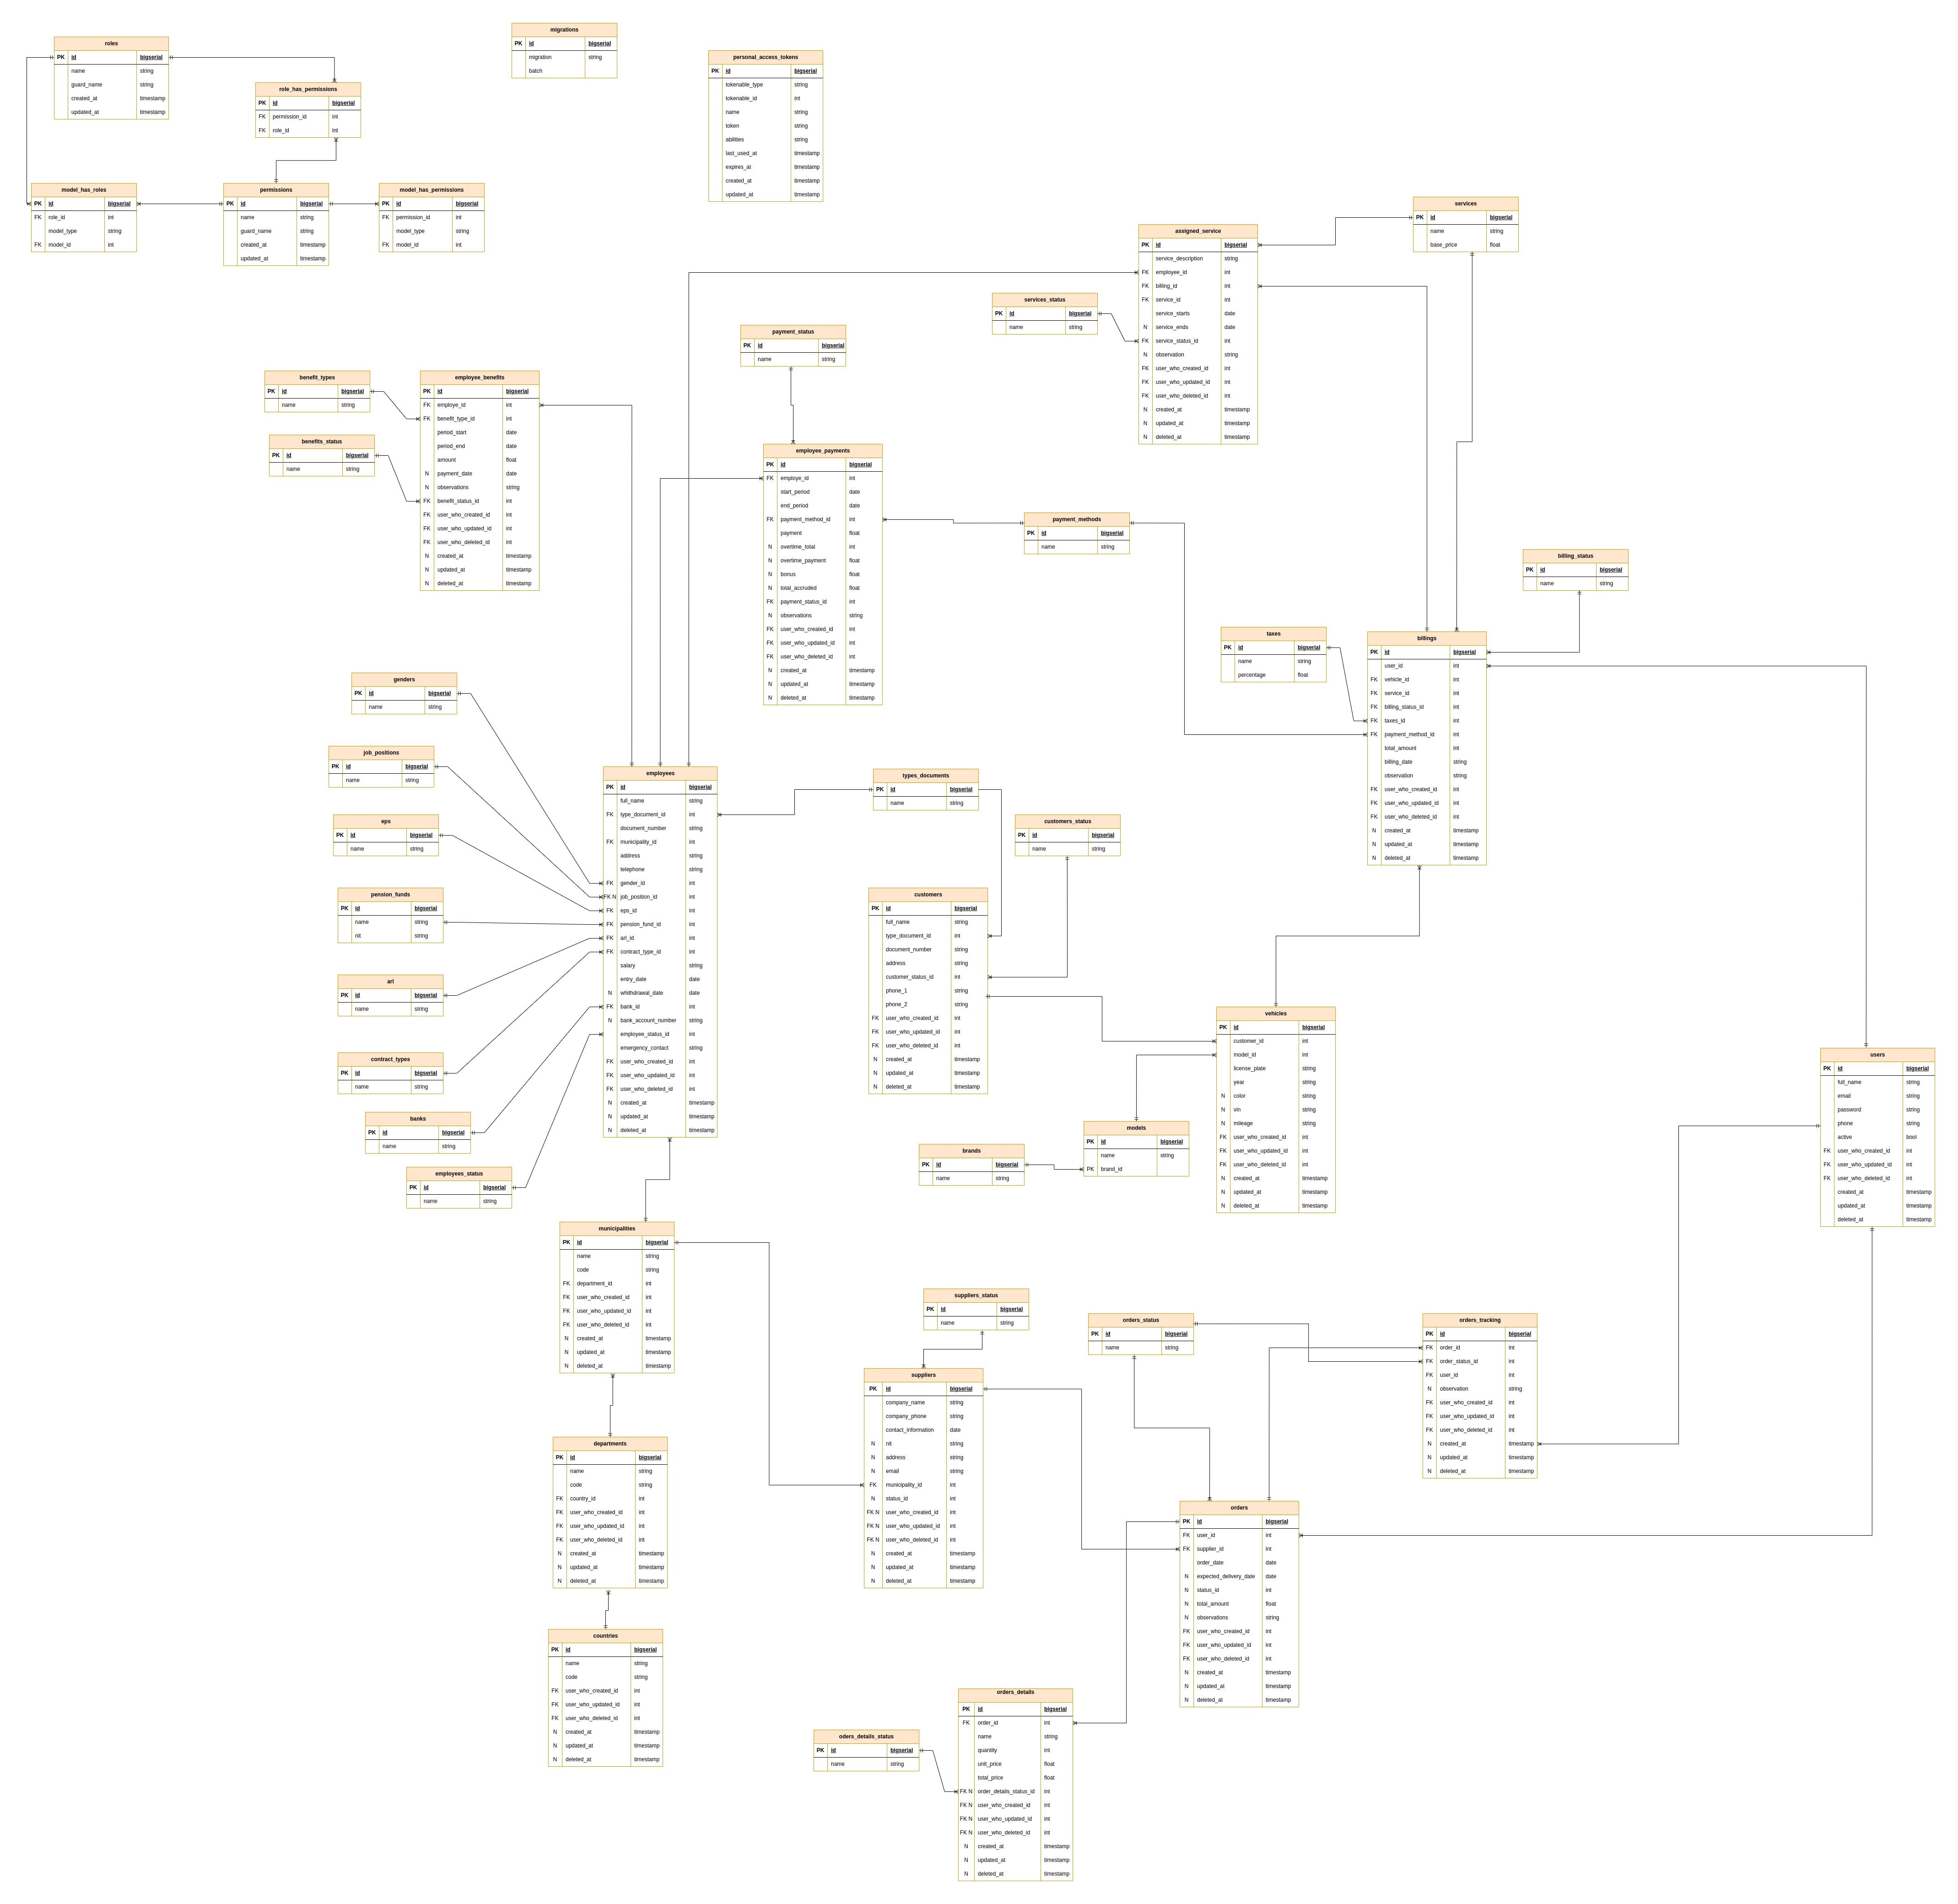 migrations
PK id bigserial
migration string
batch
roles
PK id bigserial
name string
guard_name string
created_at timestamp
updated_at timestamp
personal_access_tokens
PK id bigserial
tokenable_type string
tokenable_id int
name string
token string
abilities string
last_used_at timestamp
expires_at timestamp
created_at timestamp
updated_at timestamp
role_has_permissions
PK id bigserial
FK permission_id int
FK role_id int
model_has_roles
PK id bigserial
FK role_id int
model_type string
FK model_id int
permissions
PK id bigserial
name string
guard_name string
created_at timestamp
updated_at timestamp
model_has_permissions
PK id bigserial
FK permission_id int
model_type string
FK model_id int
services
PK id bigserial
name string
base_price float
assigned_service
PK id bigserial
service_description string
FK employee_id int
FK billing_id int
FK service_id int
service_starts date
N service_ends date
FK service_status_id int
N observation string
FK user_who_created_id int
FK user_who_updated_id int
FK user_who_deleted_id int
N created_at timestamp
N updated_at timestamp
N deleted_at timestamp
services_status
PK id bigserial
name string
payment_status
PK id bigserial
name string
benefit_types
PK id bigserial
name string
employee_benefits
PK id bigserial
FK employe_id int
FK benefit_type_id int
period_start date
period_end date
amount float
N payment_date date
N observations string
FK benefit_status_id int
FK user_who_created_id int
FK user_who_updated_id int
FK user_who_deleted_id int
N created_at timestamp
N updated_at timestamp
N deleted_at timestamp
benefits_status
PK id bigserial
name string
employee_payments
PK id bigserial
FK employe_id int
start_period date
end_period date
FK payment_method_id int
payment float
N overtime_total int
N overtime_payment float
N bonus float
N total_accruded float
FK payment_status_id int
N observations string
FK user_who_created_id int
FK user_who_updated_id int
FK user_who_deleted_id int
N created_at timestamp
N updated_at timestamp
N deleted_at timestamp
payment_methods
PK id bigserial
name string
billing_status
PK id bigserial
name string
taxes
PK id bigserial
name string
percentage float
billings
PK id bigserial
user_id int
FK vehicle_id int
FK service_id int
FK billing_status_id int
FK taxes_id int
FK payment_method_id int
total_amount int
billing_date string
observation string
FK user_who_created_id int
FK user_who_updated_id int
FK user_who_deleted_id int
N created_at timestamp
N updated_at timestamp
N deleted_at timestamp
genders
PK id bigserial
name string
job_positions
PK id bigserial
name string
eps
PK id bigserial
name string
pension_funds
PK id bigserial
name string
nit string
arl
PK id bigserial
name string
contract_types
PK id bigserial
name string
banks
PK id bigserial
name string
employees_status
PK id bigserial
name string
employees
PK id bigserial
full_name string
FK type_document_id int
document_number string
FK municipality_id int
address string
telephone string
FK gender_id int
FK N job_position_id int
FK eps_id int
FK pension_fund_id int
FK arl_id int
FK contract_type_id int
salary string
entry_date date
N whithdrawal_date date
FK bank_id int
N bank_account_number string
employee_status_id int
emergency_contact string
FK user_who_created_id int
FK user_who_updated_id int
FK user_who_deleted_id int
N created_at timestamp
N updated_at timestamp
N deleted_at timestamp
types_documents
PK id bigserial
name string
customers_status
PK id bigserial
name string
customers
PK id bigserial
full_name string
type_document_id int
document_number string
address string
customer_status_id int
phone_1 string
phone_2 string
FK user_who_created_id int
FK user_who_updated_id int
FK user_who_deleted_id int
N created_at timestamp
N updated_at timestamp
N deleted_at timestamp
vehicles
PK id bigserial
customer_id int
model_id int
license_plate string
year string
N color string
N vin string
N mileage string
FK user_who_created_id int
FK user_who_updated_id int
FK user_who_deleted_id int
N created_at timestamp
N updated_at timestamp
N deleted_at timestamp
models
PK id bigserial
name string
PK brand_id
brands
PK id bigserial
name string
users
PK id bigserial
full_name string
email string
password string
phone string
active bool
FK user_who_created_id int
FK user_who_updated_id int
FK user_who_deleted_id int
created_at timestamp
updated_at timestamp
deleted_at timestamp
municipalities
PK id bigserial
name string
code string
FK department_id int
FK user_who_created_id int
FK user_who_updated_id int
FK user_who_deleted_id int
N created_at timestamp
N updated_at timestamp
N deleted_at timestamp
suppliers_status
PK id bigserial
name string
orders_status
PK id bigserial
name string
orders_tracking
PK id bigserial
FK order_id int
FK order_status_id int
FK user_id int
N observation string
FK user_who_created_id int
FK user_who_updated_id int
FK user_who_deleted_id int
N created_at timestamp
N updated_at timestamp
N deleted_at timestamp
suppliers
PK id bigserial
company_name string
company_phone string
contact_information date
N nit string
N address string
N email string
FK municipality_id int
N status_id int
FK N user_who_created_id int
FK N user_who_updated_id int
FK N user_who_deleted_id int
N created_at timestamp
N updated_at timestamp
N deleted_at timestamp
departments
PK id bigserial
name string
code string
FK country_id int
FK user_who_created_id int
FK user_who_updated_id int
FK user_who_deleted_id int
N created_at timestamp
N updated_at timestamp
N deleted_at timestamp
orders
PK id bigserial
FK user_id int
FK supplier_id int
order_date date
N expected_delivery_date date
N status_id int
N total_amount float
N observations string
FK user_who_created_id int
FK user_who_updated_id int
FK user_who_deleted_id int
N created_at timestamp
N updated_at timestamp
N deleted_at timestamp
countries
PK id bigserial
name string
code string
FK user_who_created_id int
FK user_who_updated_id int
FK user_who_deleted_id int
N created_at timestamp
N updated_at timestamp
N deleted_at timestamp
orders_details
PK id bigserial
FK order_id int
name string
quantity int
unit_price float
total_price float
FK N order_details_status_id int
FK N user_who_created_id int
FK N user_who_updated_id int
FK N user_who_deleted_id int
N created_at timestamp
N updated_at timestamp
N deleted_at timestamp
oders_details_status
PK id bigserial
name string